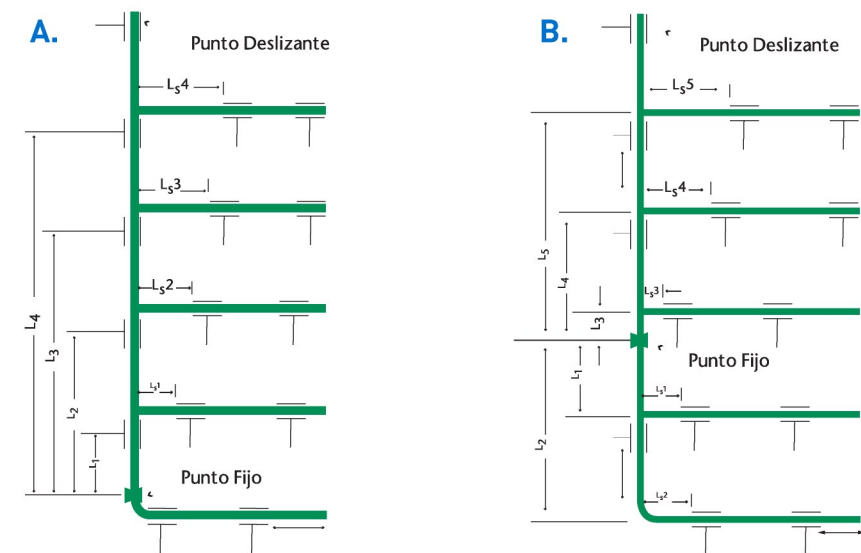 A.
Punto Deslizante
Ls4
Ls3
L4
Ls2
L3
Ls1
L2
L1
Punto Fijo
B.
Punto Deslizante
Ls5
Ls4
L5
L4
Ls3
L3
Punto Fijo
L1
Ls1
L2
Ls2